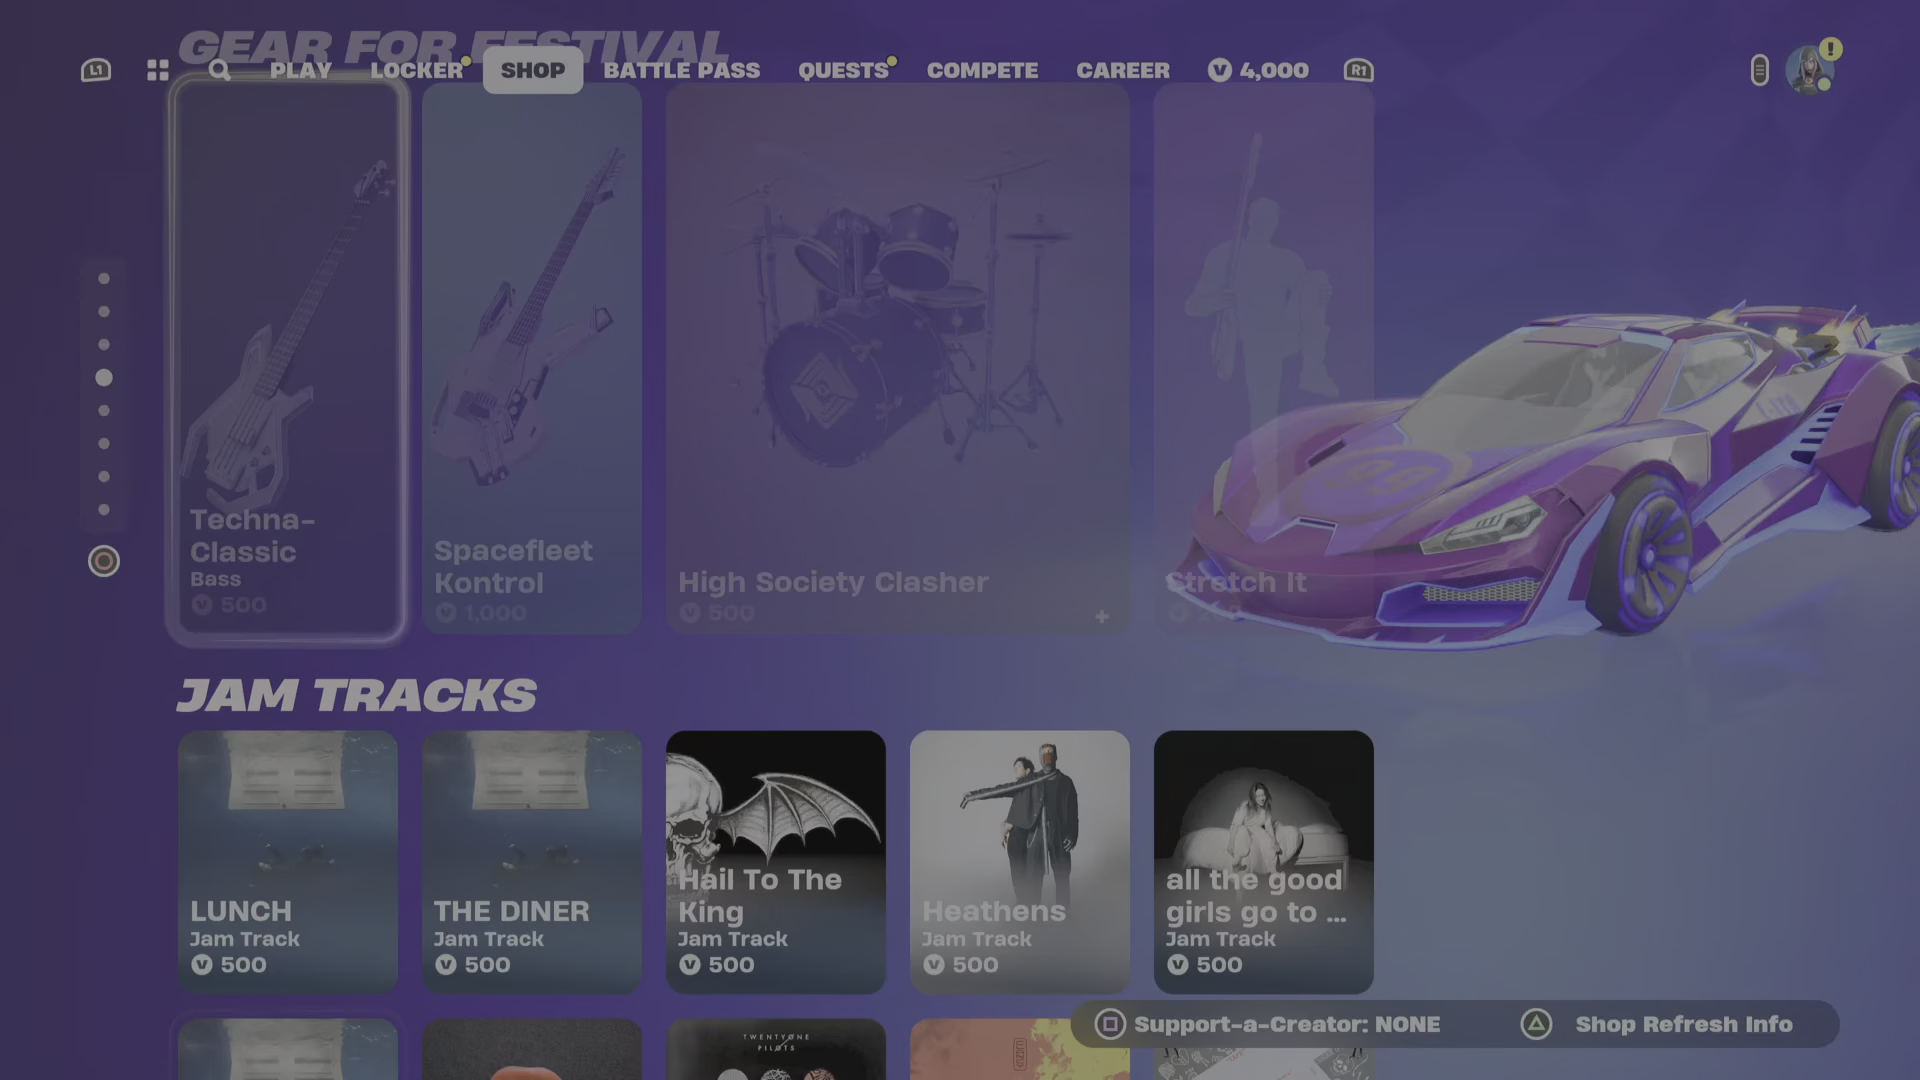 GEAR FOR FESTIVAL
L1
PLAY
LOCKER
SHOP
BATTLE PASS
QUESTS
COMPETE
CAREER
V 4,000
R1
!
Techna-
Classic
Bass
V 500
Spacefleet
Kontrol
V 1,000
High Society Clasher
V 500
+
Stretch It
JAM TRACKS
LUNCH
Jam Track
V 500
THE DINER
Jam Track
V 500
Hail To The
King
Jam Track
V 500
Heathens
Jam Track
V 500
all the good
girls go to ...
Jam Track
V 500
TWENTY ONE
PILOTS
Support-a-Creator: NONE
Shop Refresh Info